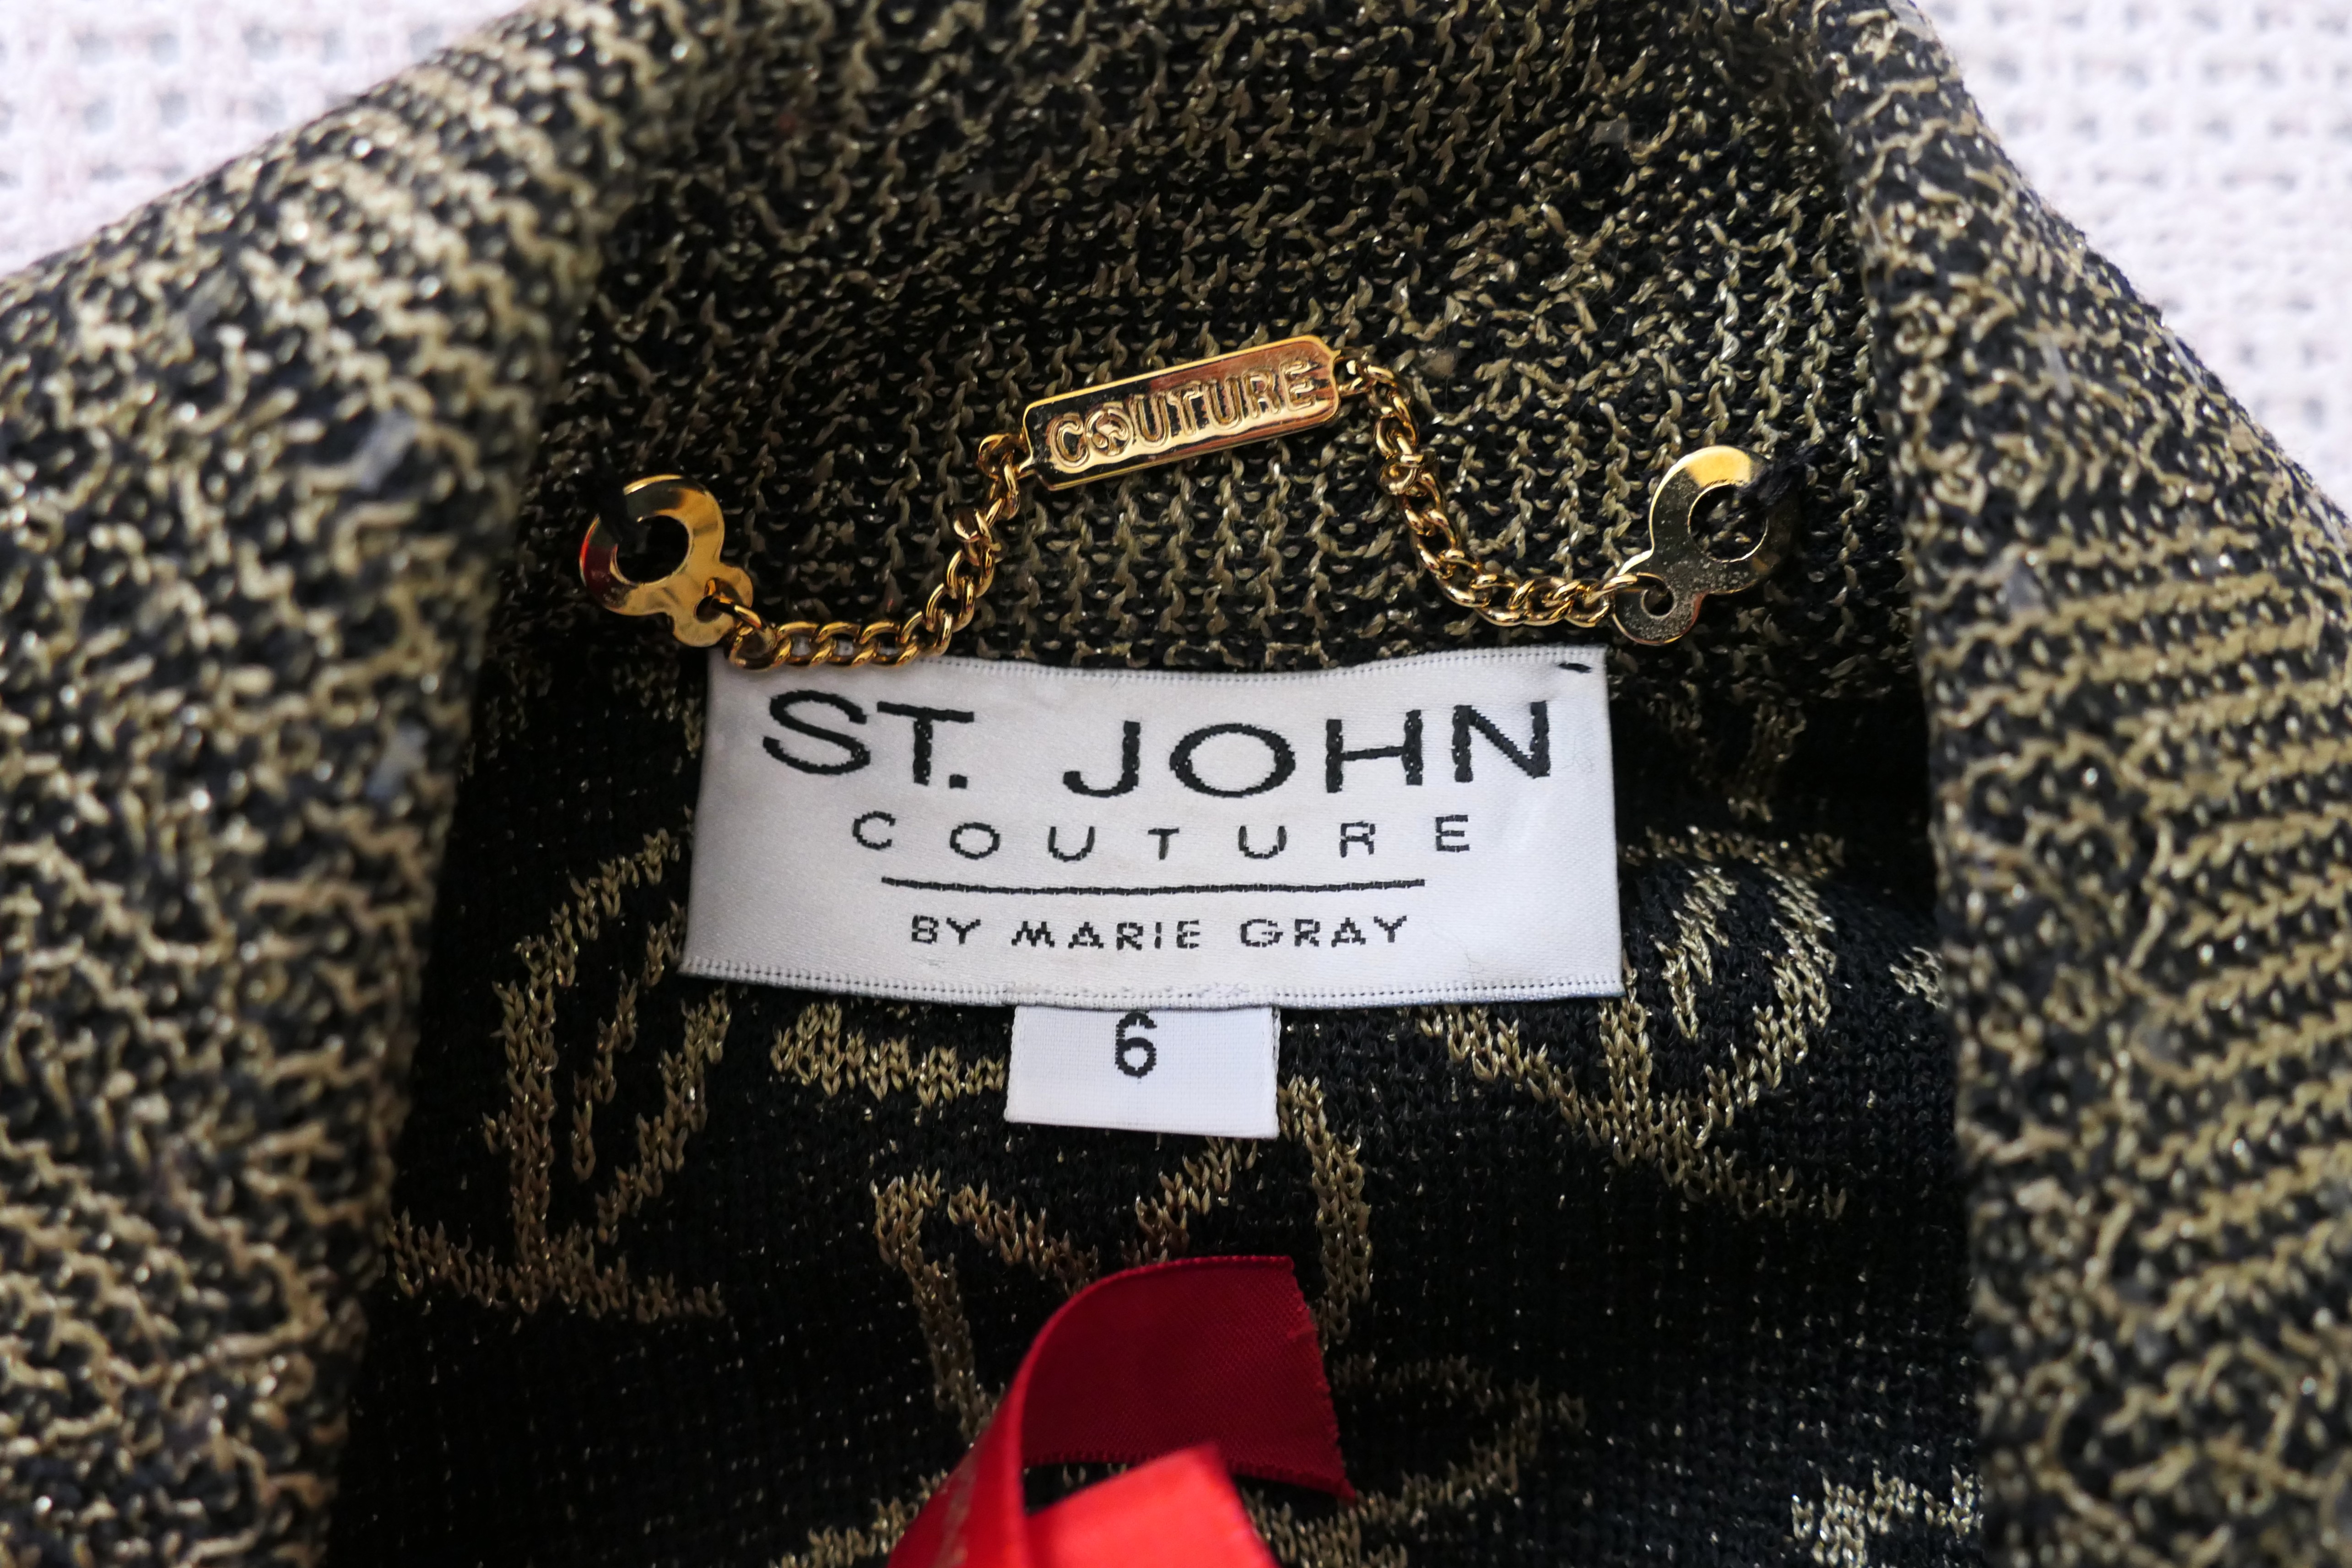 COUTURE
ST. JOHN
COUTURE
BY MARIE GRAY
6